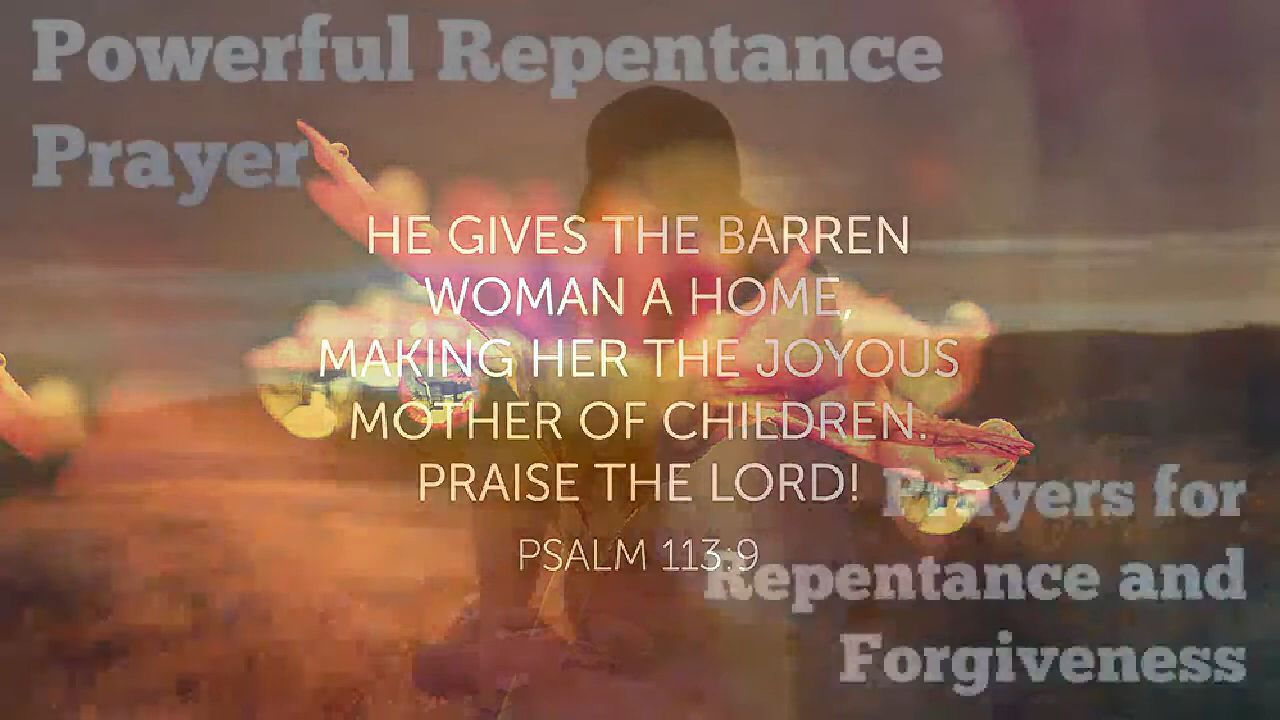 Powerful Repentance
Prayer
HE GIVES THE BARREN
WOMAN A HOME,
MAKING HER THE JOYOUS
MOTHER OF CHILDREN.
PRAISE THE LORD!
PSALM 113:9
Prayers for
Repentance and
Forgiveness